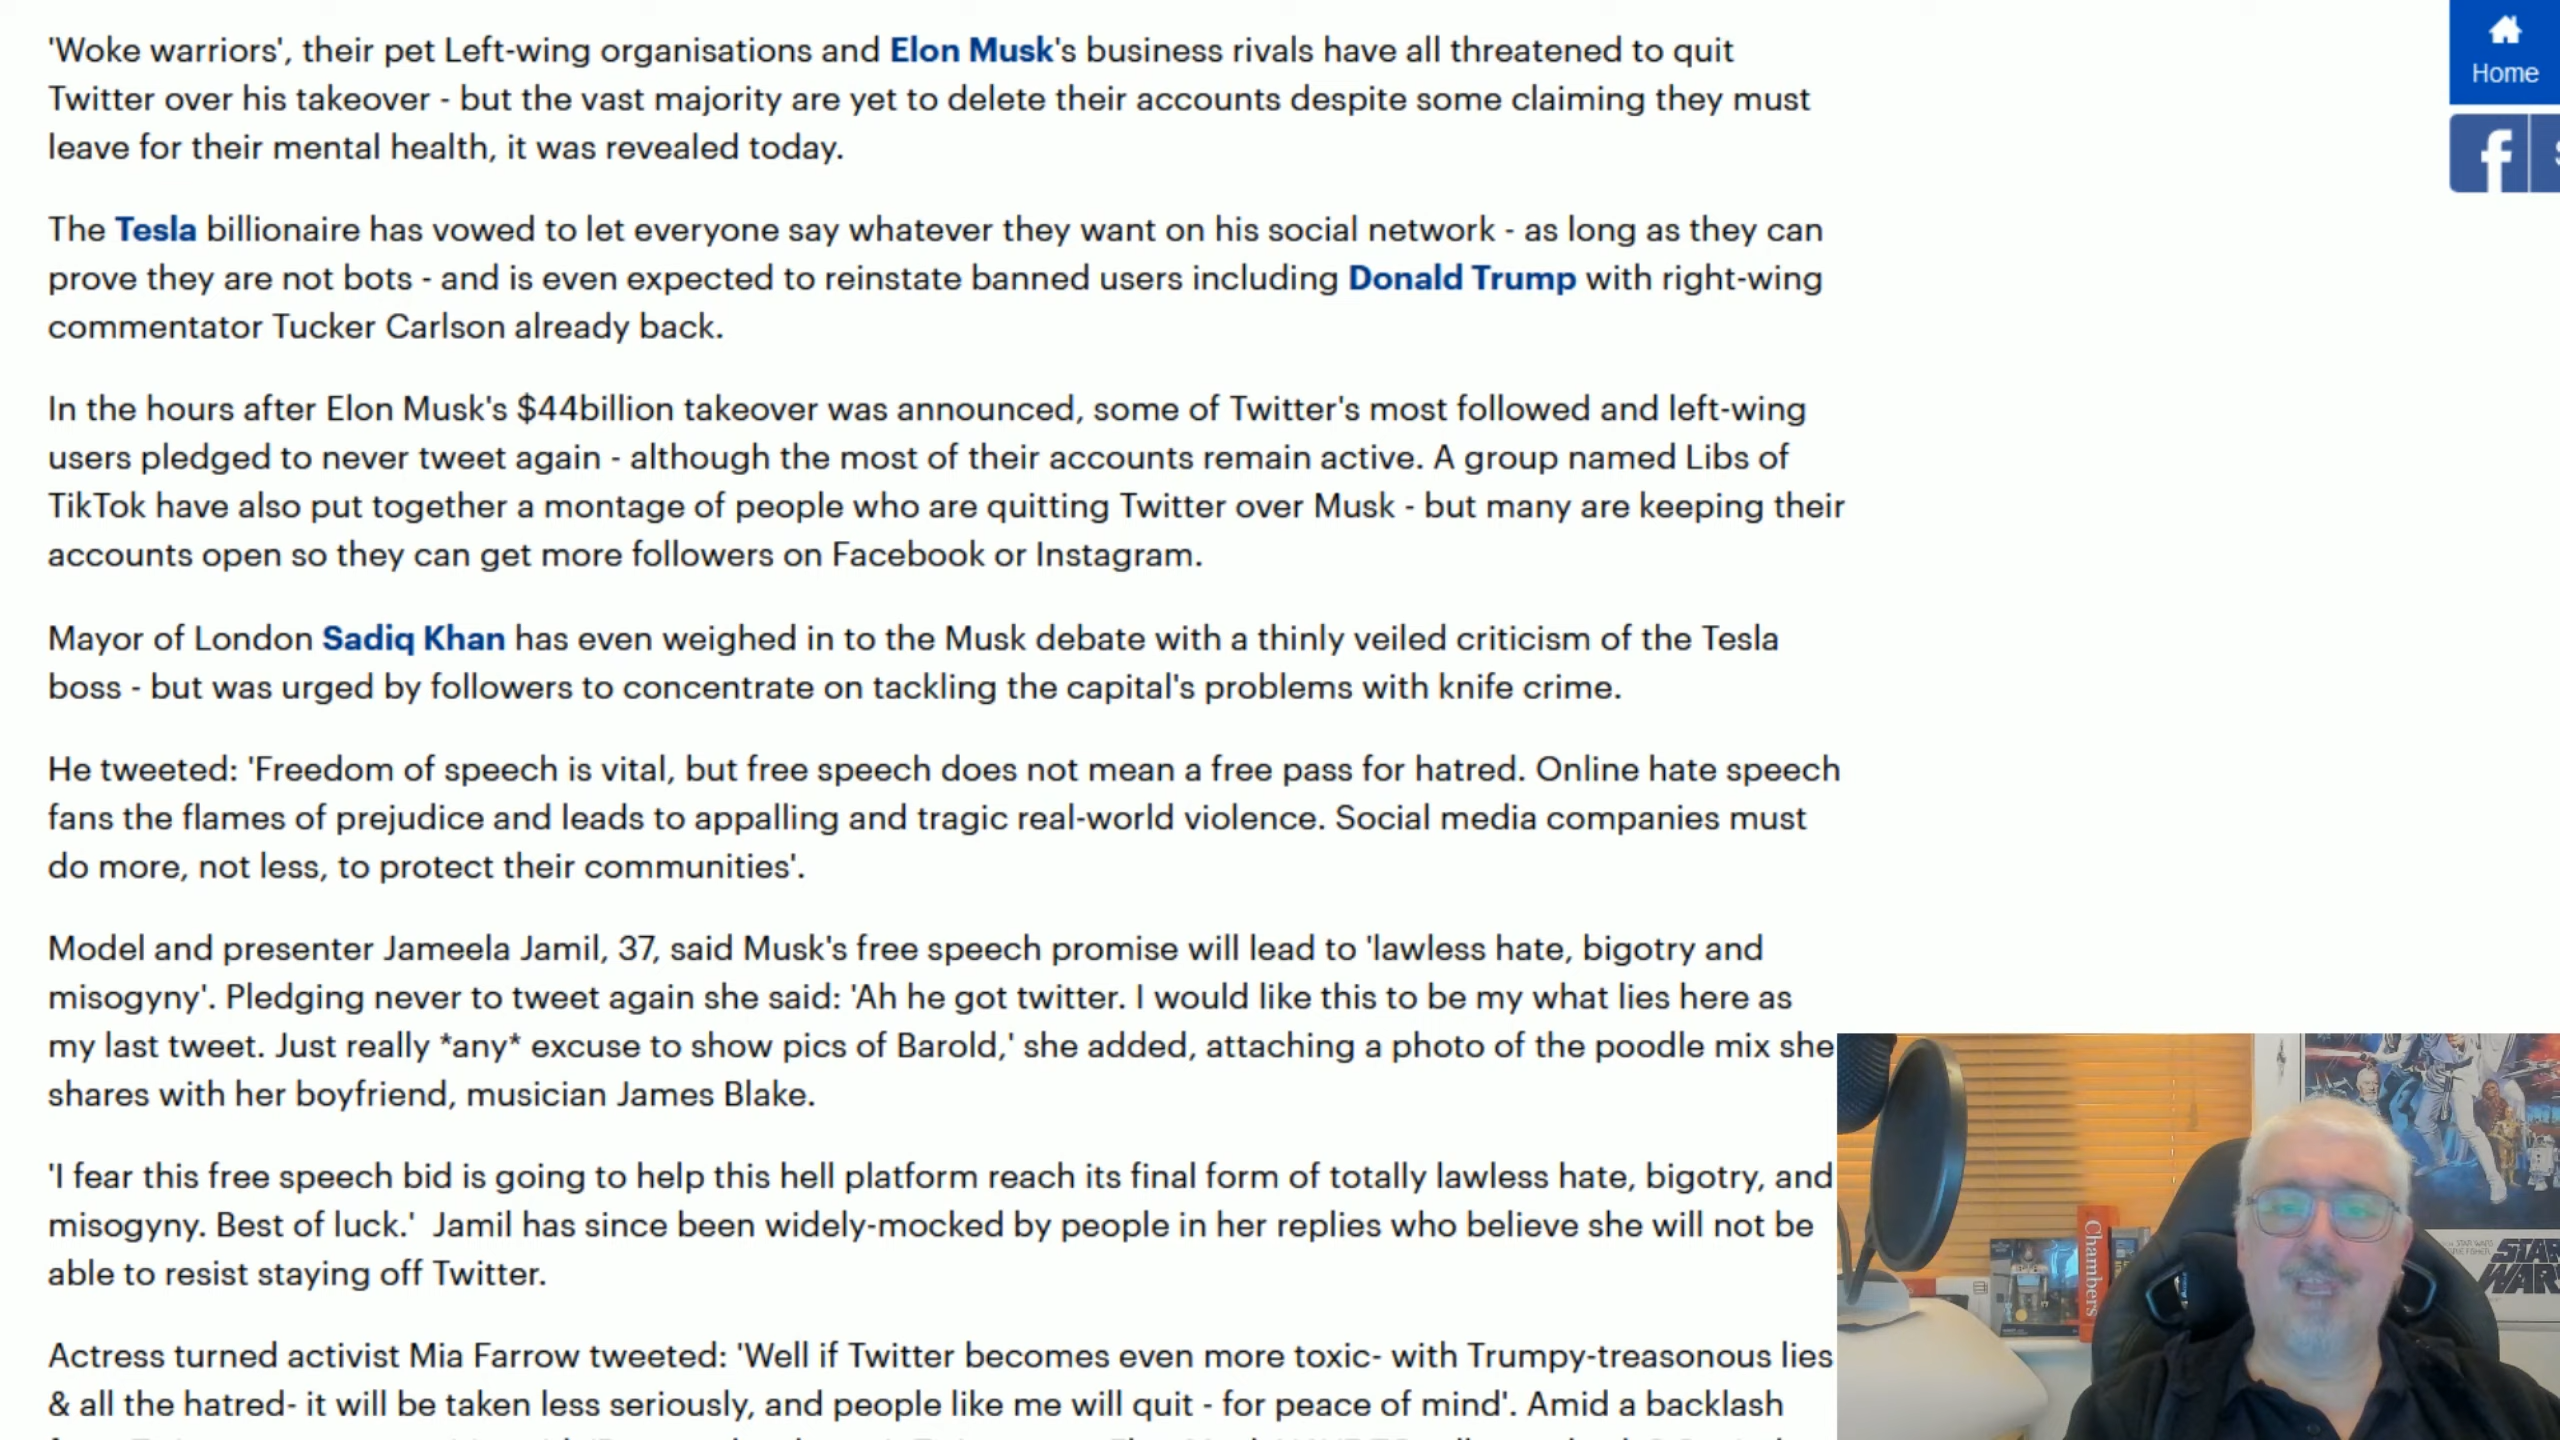 'Woke warriors', their pet Left-wing organisations and Elon Musk's business rivals have all threatened to quit
Twitter over his takeover - but the vast majority are yet to delete their accounts despite some claiming they must
leave for their mental health, it was revealed today.
The Tesla billionaire has vowed to let everyone say whatever they want on his social network - as long as they can
prove they are not bots - and is even expected to reinstate banned users including Donald Trump with right-wing
commentator Tucker Carlson already back.
In the hours after Elon Musk's $44billion takeover was announced, some of Twitter's most followed and left-wing
users pledged to never tweet again - although the most of their accounts remain active. A group named Libs of
TikTok have also put together a montage of people who are quitting Twitter over Musk - but many are keeping their
accounts open so they can get more followers on Facebook or Instagram.
Mayor of London Sadiq Khan has even weighed in to the Musk debate with a thinly veiled criticism of the Tesla
boss - but was urged by followers to concentrate on tackling the capital's problems with knife crime.
He tweeted: 'Freedom of speech is vital, but free speech does not mean a free pass for hatred. Online hate speech
fans the flames of prejudice and leads to appalling and tragic real-world violence. Social media companies must
do more, not less, to protect their communities'.
Model and presenter Jameela Jamil, 37, said Musk's free speech promise will lead to 'lawless hate, bigotry and
misogyny'. Pledging never to tweet again she said: 'Ah he got twitter. I would like this to be my what lies here as
my last tweet. Just really *any* excuse to show pics of Barold,' she added, attaching a photo of the poodle mix she
shares with her boyfriend, musician James Blake.
'I fear this free speech bid is going to help this hell platform reach its final form of totally lawless hate, bigotry, and
misogyny. Best of luck.' Jamil has since been widely-mocked by people in her replies who believe she will not be
able to resist staying off Twitter.
Actress turned activist Mia Farrow tweeted: 'Well if Twitter becomes even more toxic- with Trumpy-treasonous lies
& all the hatred- it will be taken less seriously, and people like me will quit - for peace of mind'. Amid a backlash
Home
f
Chambers
STAR
WARS